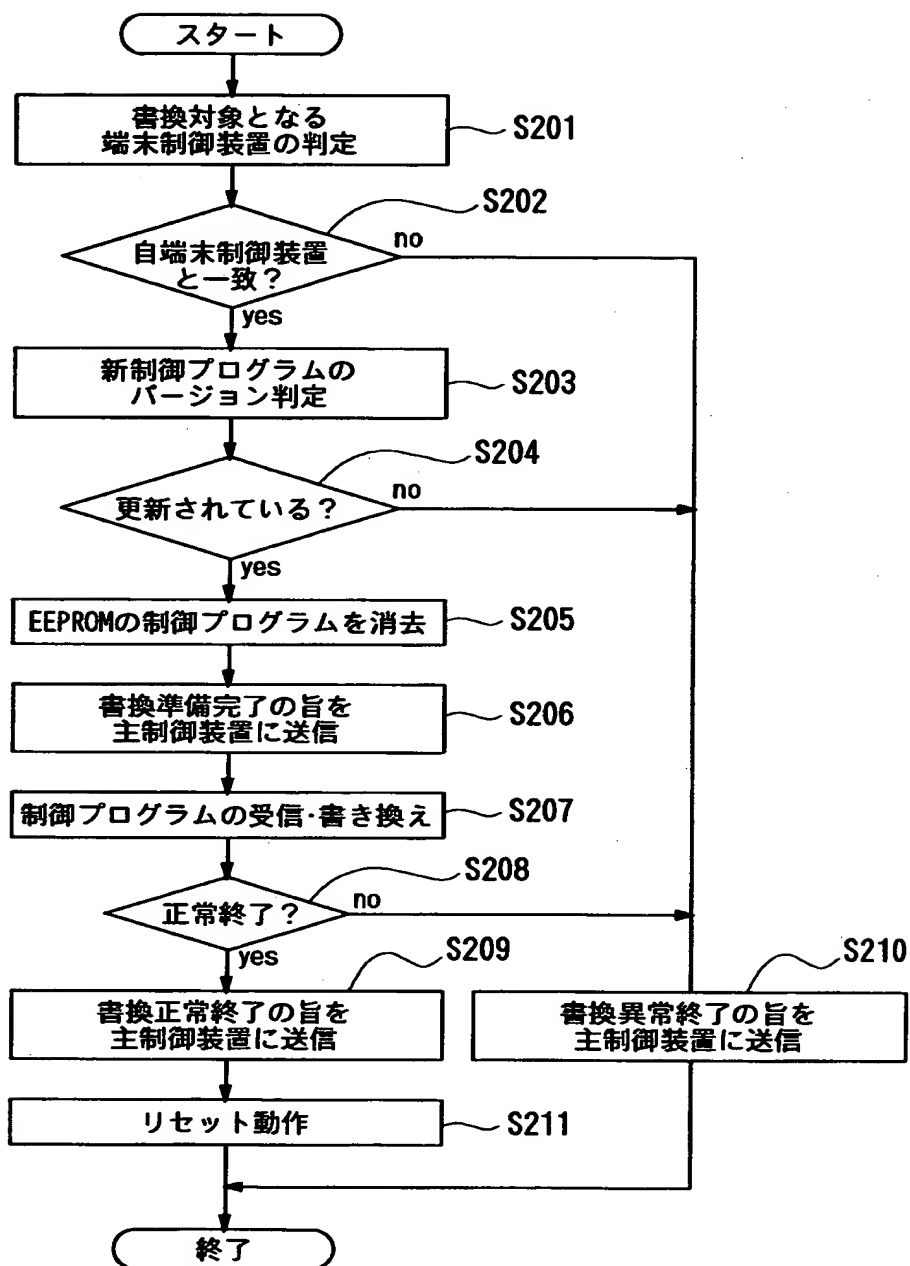 スタート
書換対象となる
端末制御装置の判定
S201
S202
自端末制御装置
と一致?
no
yes
新制御プログラムの
バージョン判定
S203
S204
更新されている?
no
yes
EEPROMの制御プログラムを消去
S205
書換準備完了の旨を
主制御装置に送信
S206
制御プログラムの受信・書き換え
S207
S208
正常終了?
no
yes
S209
書換正常終了の旨を
主制御装置に送信
S210
書換異常終了の旨を
主制御装置に送信
リセット動作
S211
終了